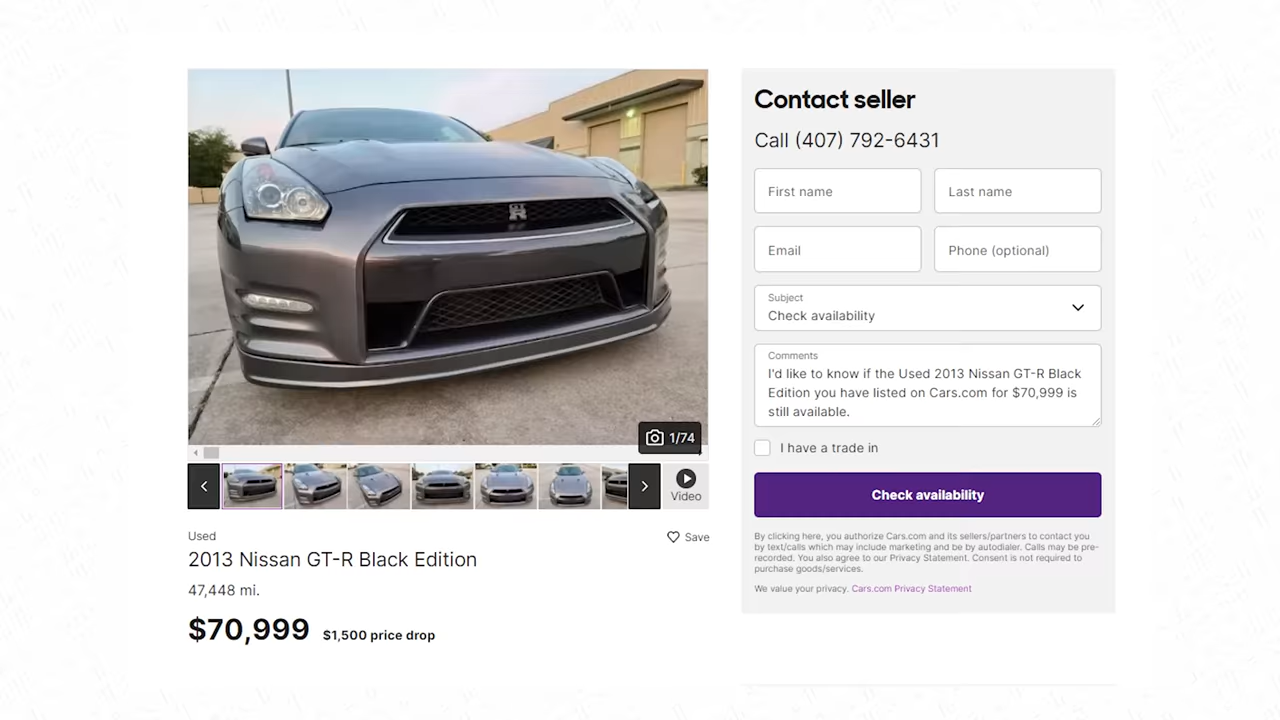 GT
R
1/74
Video
Used
Save
2013 Nissan GT-R Black Edition
47,448 mi.
$70,999 $1,500 price drop
Contact seller
Call (407) 792-6431
First name
Last name
Email
Phone (optional)
Subject
Check availability
Comments
I'd like to know if the Used 2013 Nissan GT-R Black
Edition you have listed on Cars.com for $70,999 is
still available.
I have a trade in
Check availability
By clicking here, you authorize Cars.com and its sellers/partners to contact you
by text/calls which may include marketing and be by autodialer. Calls may be pre-
recorded. You also agree to our Privacy Statement. Consent is not required to
purchase goods/services.
We value your privacy. Cars.com Privacy Statement